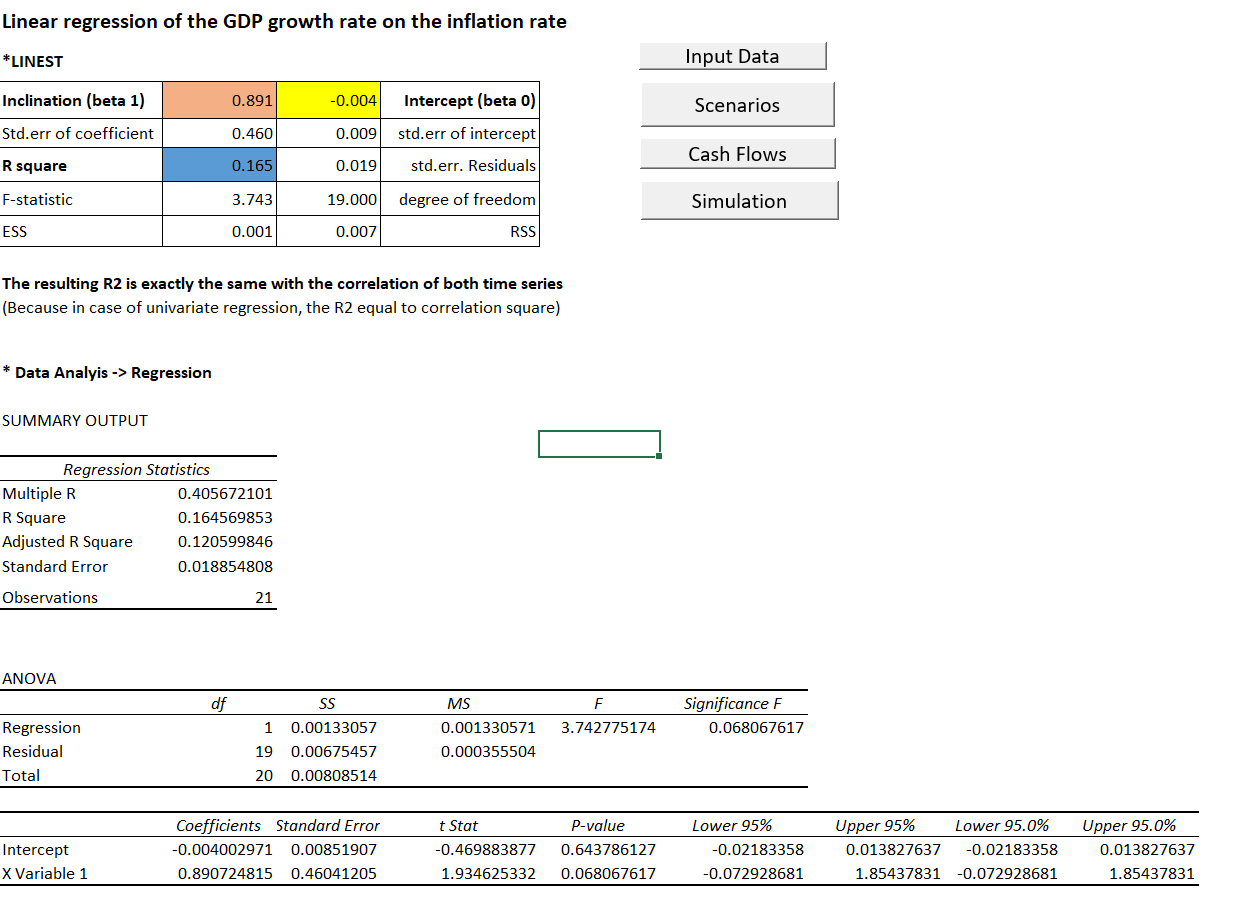 Linear regression of the GDP growth rate on the inflation rate
*LINEST
Inclination (beta 1) 0.891 -0.004 Intercept (beta 0)
Std.err of coefficient 0.460 0.009 std.err of intercept
R square 0.165 0.019 std.err. Residuals
F-statistic 3.743 19.000 degree of freedom
ESS 0.001 0.007 RSS
Input Data
Scenarios
Cash Flows
Simulation
The resulting R2 is exactly the same with the correlation of both time series
(Because in case of univariate regression, the R2 equal to correlation square)
* Data Analyis -> Regression
SUMMARY OUTPUT
Regression Statistics
Multiple R 0.405672101
R Square 0.164569853
Adjusted R Square 0.120599846
Standard Error 0.018854808
Observations 21
ANOVA
df SS MS F Significance F
Regression 1 0.00133057 0.001330571 3.742775174 0.068067617
Residual 19 0.00675457 0.000355504
Total 20 0.00808514
Coefficients Standard Error t Stat P-value Lower 95% Upper 95% Lower 95.0% Upper 95.0%
Intercept -0.004002971 0.00851907 -0.469883877 0.643786127 -0.02183358 0.013827637 -0.02183358 0.013827637
X Variable 1 0.890724815 0.46041205 1.934625332 0.068067617 -0.072928681 1.85437831 -0.072928681 1.85437831